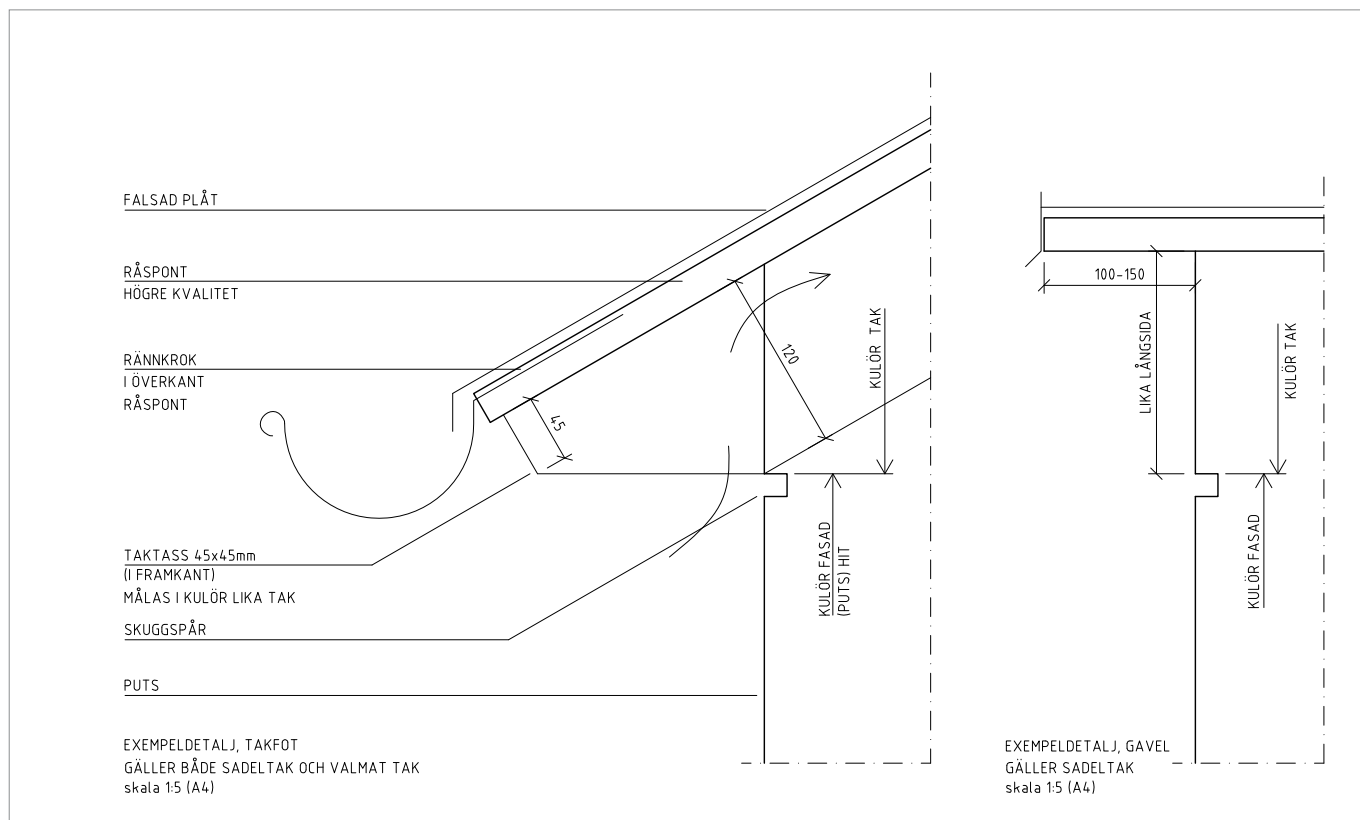 FALSAD PLÅT
RÅSPONT
HÖGRE KVALITET
RÄNNKROK
I ÖVERKANT
RÅSPONT
45
120
KULÖR TAK
KULÖR FASAD
(PUTS) HIT
TAKTASS 45x45mm
(I FRAMKANT)
MÅLAS I KULÖR LIKA TAK
SKUGGSPÅR
PUTS
EXEMPELDETALJ, TAKFOT
GÄLLER BÅDE SADELTAK OCH VALMAT TAK
skala 1:5 (A4)
100-150
LIKA LÅNGSIDA
KULÖR TAK
KULÖR FASAD
EXEMPELDETALJ, GAVEL
GÄLLER SADELTAK
skala 1:5 (A4)